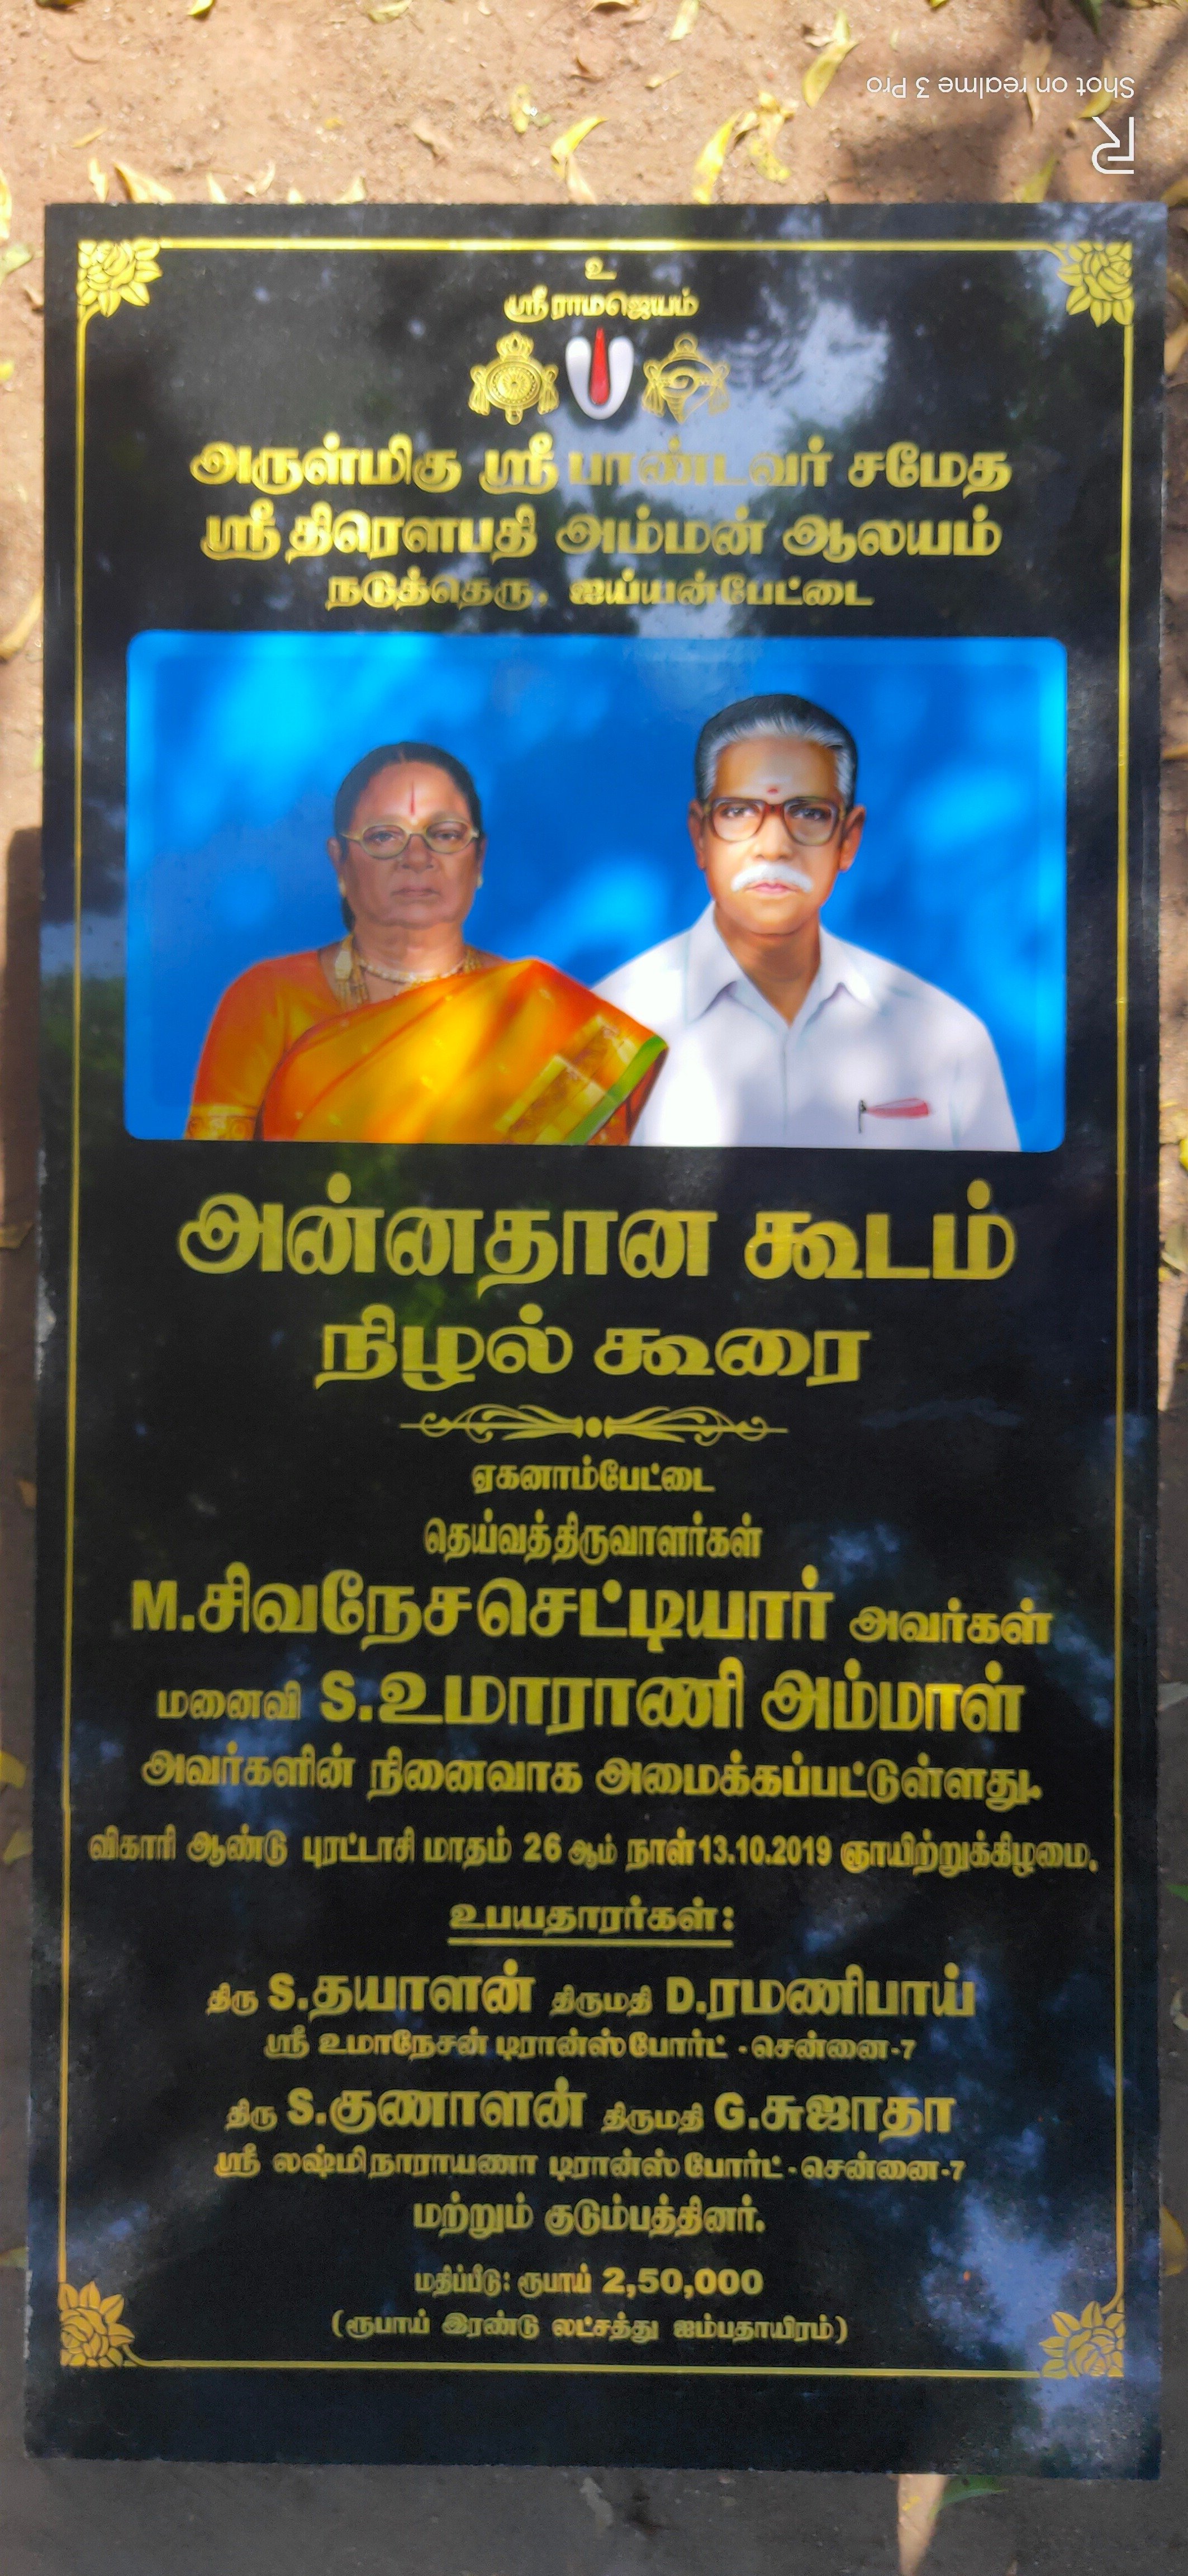 Shot on realme 3 Pro
உ
ஸ்ரீராமஜெயம்
அருள்மிகு ஸ்ரீ பாண்டவர் சமேத
ஸ்ரீ திரௌபதி அம்மன் ஆலயம்
நடுத்தெரு, ஐய்யன்பேட்டை
அன்னதான கூடம்
நிழல் கூரை
ஏகனாம்பேட்டை
தெய்வத்திருவாளர்கள்
M.சிவநேசசெட்டியார் அவர்கள்
மனைவி S.உமாராணி அம்மாள்
அவர்களின் நினைவாக அமைக்கப்பட்டுள்ளது.
விகாரி ஆண்டு புரட்டாசி மாதம் 26 ஆம் நாள் 13.10.2019 ஞாயிற்றுக்கிழமை.
உபயதாரர்கள்:
திரு S.தயாளன் திருமதி D.ரமணிபாய்
ஸ்ரீ உமாநேசன் டிரான்ஸ்போர்ட் -சென்னை-7
திரு S.குணாளன் திருமதி G.சுஜாதா
ஸ்ரீ லஷ்மிநாராயணா டிரான்ஸ்போர்ட்-சென்னை-7
மற்றும் குடும்பத்தினர்.
மதிப்பீடு: ரூபாய் 2,50,000
(ரூபாய் இரண்டு லட்சத்து ஐம்பதாயிரம்)